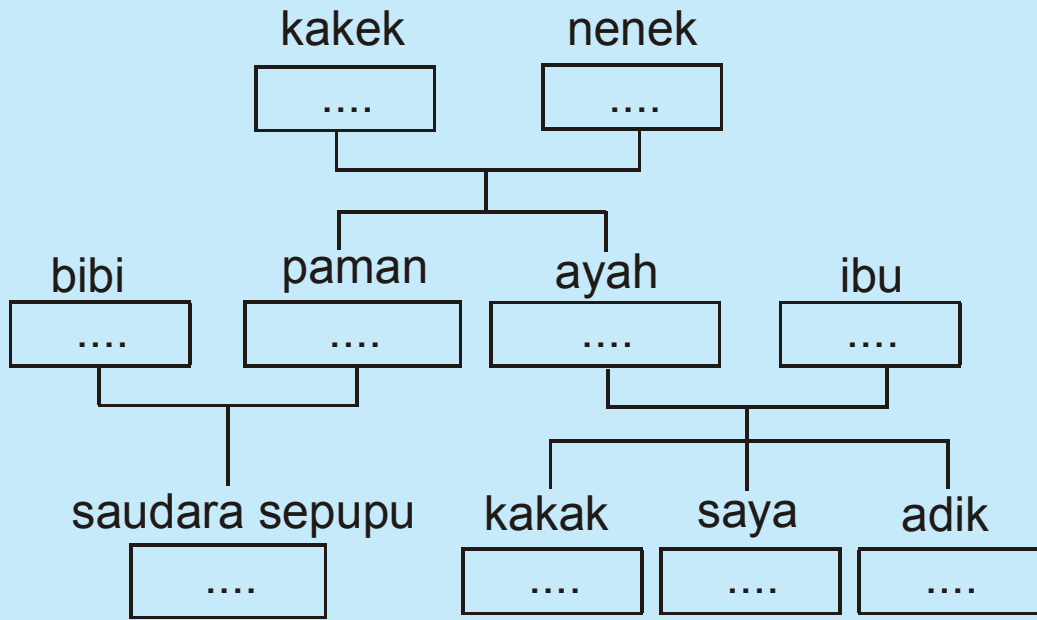 kakek nenek
.... ....
bibi paman ayah ibu
.... .... .... ....
saudara sepupu kakak saya adik
.... .... .... ....